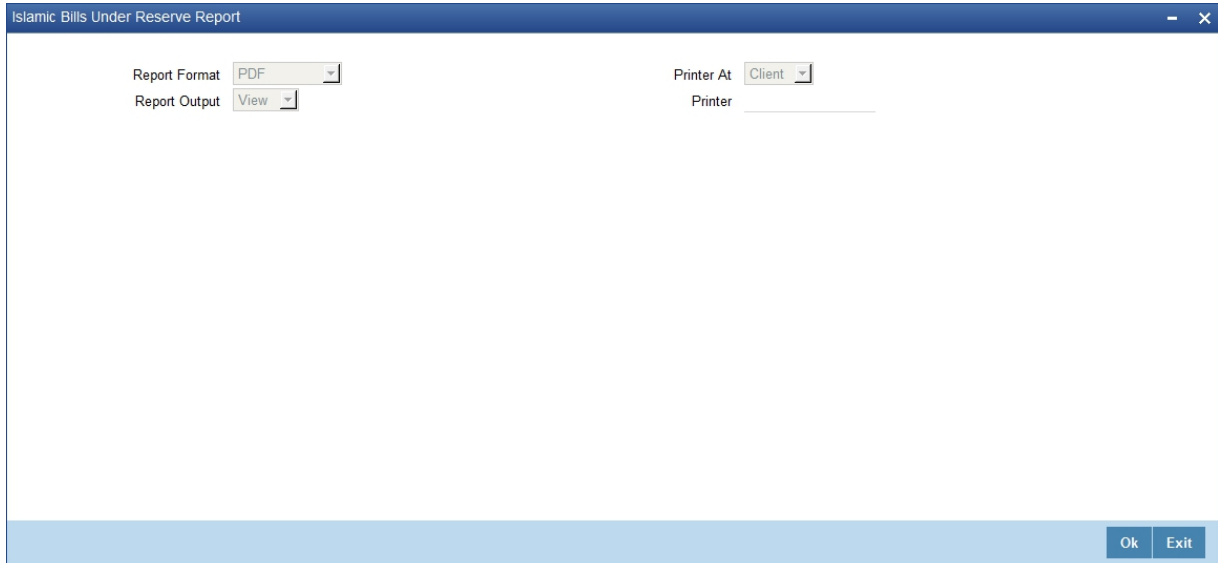 Islamic Bills Under Reserve Report
Report Format PDF Printer At Client
Report Output View Printer
Ok Exit